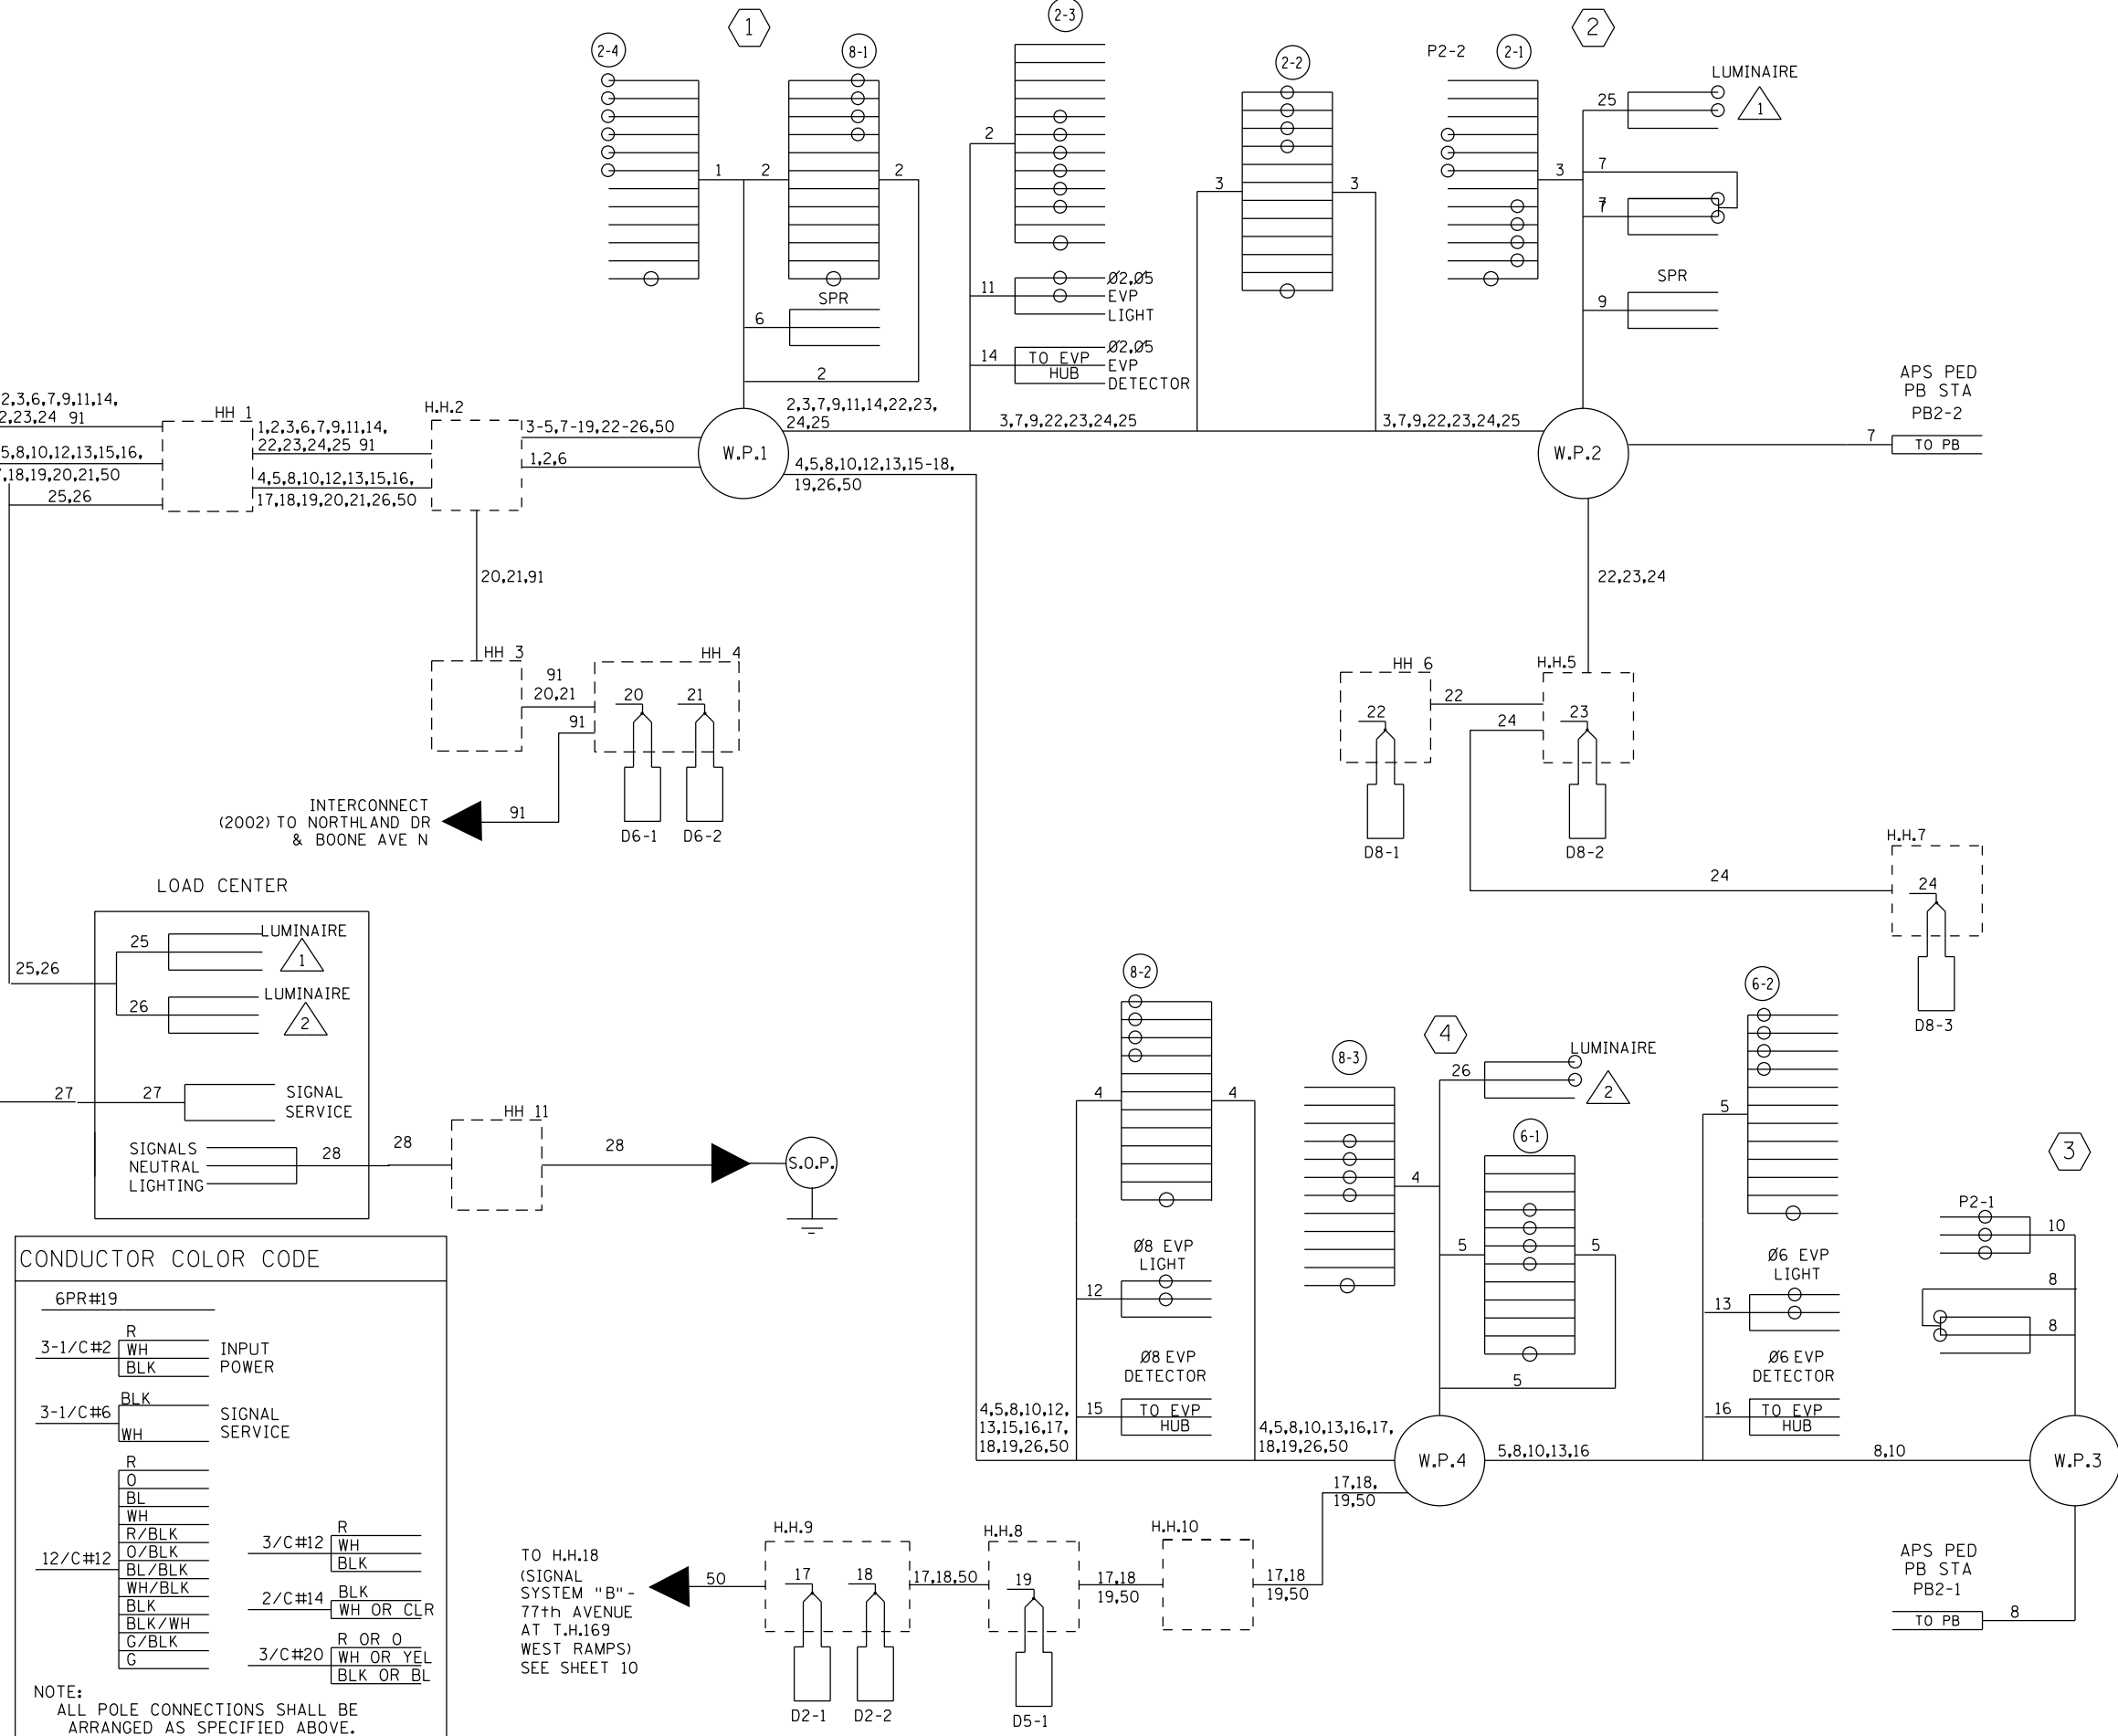 1
2-3
2
2-4
8-1
2-2
P2-2
2-1
LUMINAIRE
1
25
2
7
1
2
2
3
3
3
7
Ø2,Ø5
EVP
LIGHT
11
SPR
SPR
9
6
Ø2,Ø5
EVP
DETECTOR
14
TO EVP
HUB
2
APS PED
PB STA
PB2-2
7
TO PB
2,3,6,7,9,11,14,
2,23,24 91
5,8,10,12,13,15,16,
7,18,19,20,21,50
25,26
HH 1
1,2,3,6,7,9,11,14,
22,23,24,25 91
4,5,8,10,12,13,15,16,
17,18,19,20,21,26,50
H.H.2
3-5,7-19,22-26,50
1,2,6
W.P.1
2,3,7,9,11,14,22,23,
24,25
3,7,9,22,23,24,25
3,7,9,22,23,24,25
W.P.2
4,5,8,10,12,13,15-18,
19,26,50
20,21,91
22,23,24
HH 3
91
20,21
91
HH 4
20
21
D6-1
D6-2
INTERCONNECT
(2002) TO NORTHLAND DR
& BOONE AVE N
91
HH 6
22
22
D8-1
H.H.5
24
23
D8-2
24
H.H.7
24
D8-3
LOAD CENTER
25,26
25
LUMINAIRE
1
26
LUMINAIRE
2
27
27
SIGNAL
SERVICE
SIGNALS
NEUTRAL
LIGHTING
28
28
HH 11
28
S.O.P.
8-2
4
4
8-3
4
4
26
LUMINAIRE
2
6-1
5
5
5
6-2
5
3
P2-1
10
8
8
Ø8 EVP
LIGHT
12
Ø8 EVP
DETECTOR
15
TO EVP
HUB
Ø6 EVP
LIGHT
13
Ø6 EVP
DETECTOR
16
TO EVP
HUB
4,5,8,10,12,
13,15,16,17,
18,19,26,50
4,5,8,10,13,16,17,
18,19,26,50
W.P.4
5,8,10,13,16
8,10
W.P.3
17,18,
19,50
APS PED
PB STA
PB2-1
TO PB
8
TO H.H.18
(SIGNAL
SYSTEM "B"-
77th AVENUE
AT T.H.169
WEST RAMPS)
SEE SHEET 10
50
H.H.9
17
18
D2-1
D2-2
17,18,50
H.H.8
19
D5-1
17,18
19,50
H.H.10
17,18
19,50
CONDUCTOR COLOR CODE
6PR#19
3-1/C#2
R
WH
BLK
INPUT
POWER
3-1/C#6
BLK
WH
SIGNAL
SERVICE
12/C#12
R
O
BL
WH
R/BLK
O/BLK
BL/BLK
WH/BLK
BLK
BLK/WH
G/BLK
G
3/C#12
R
WH
BLK
2/C#14
BLK
WH OR CLR
3/C#20
R OR O
WH OR YEL
BLK OR BL
NOTE:
ALL POLE CONNECTIONS SHALL BE
ARRANGED AS SPECIFIED ABOVE.